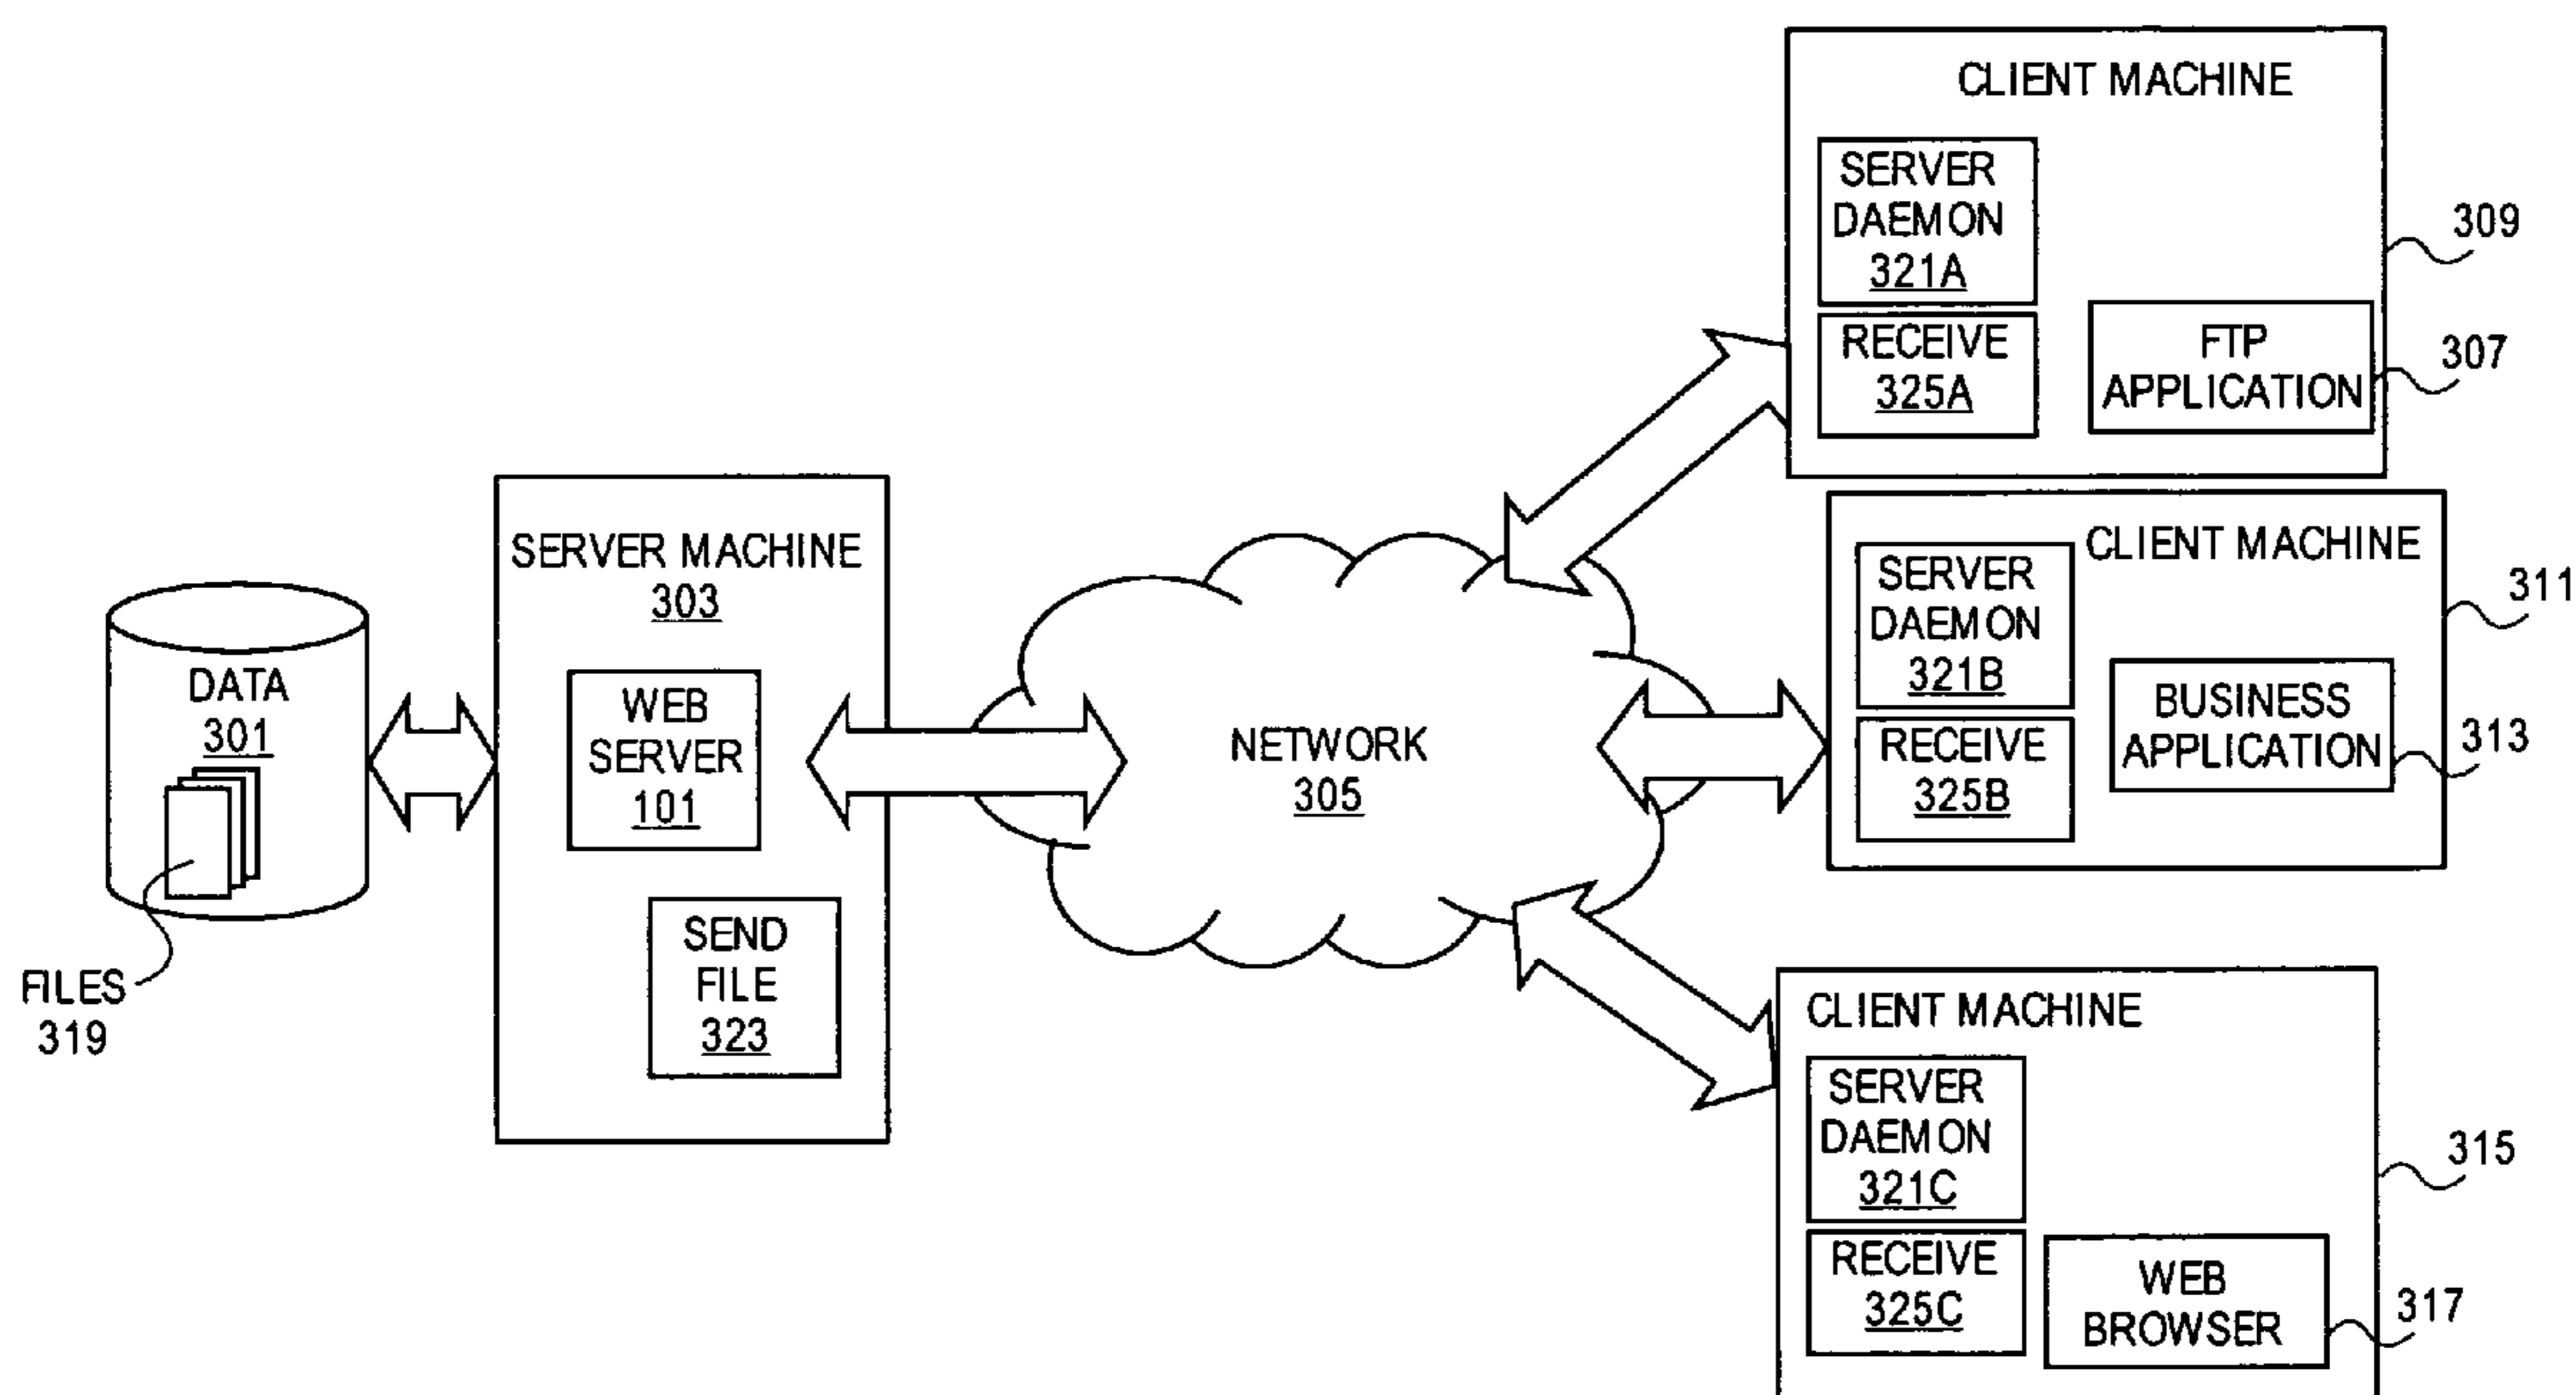 CLIENT MACHINE
SERVER
DAEMON
321A
RECEIVE
325A
FTP
APPLICATION
309
307
CLIENT MACHINE
SERVER
DAEMON
321B
RECEIVE
325B
BUSINESS
APPLICATION
311
313
SERVER MACHINE
303
WEB
SERVER
101
SEND
FILE
323
DATA
301
FILES
319
NETWORK
305
CLIENT MACHINE
SERVER
DAEMON
321C
RECEIVE
325C
WEB
BROWSER
315
317